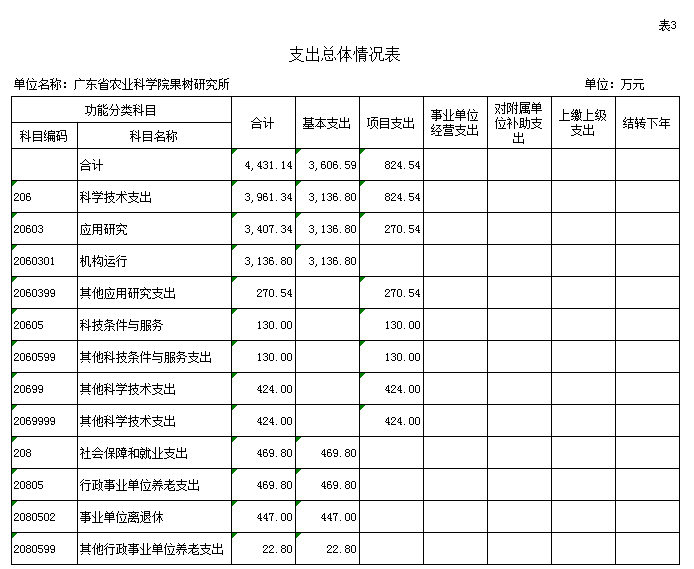 表3
支出总体情况表
单位名称：广东省农业科学院果树研究所 单位：万元
功能分类科目 合计 基本支出 项目支出 事业单位经营支出 对附属单位补助支出 上缴上级支出 结转下年
科目编码 科目名称
合计 4,431.14 3,606.59 824.54
206 科学技术支出 3,961.34 3,136.80 824.54
20603 应用研究 3,407.34 3,136.80 270.54
2060301 机构运行 3,136.80 3,136.80
2060399 其他应用研究支出 270.54 270.54
20605 科技条件与服务 130.00 130.00
2060599 其他科技条件与服务支出 130.00 130.00
20699 其他科学技术支出 424.00 424.00
2069999 其他科学技术支出 424.00 424.00
208 社会保障和就业支出 469.80 469.80
20805 行政事业单位养老支出 469.80 469.80
2080502 事业单位离退休 447.00 447.00
2080599 其他行政事业单位养老支出 22.80 22.80